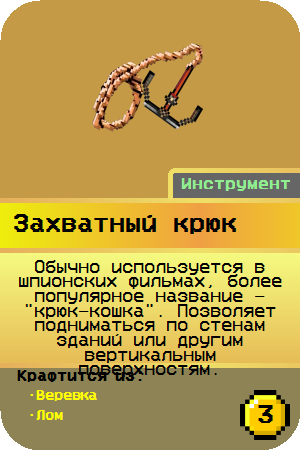 Инструмент
Захватный крюк
Обычно используется в
шпионских фильмах, более
популярное название –
"крюк-кошка". Позволяет
подниматься по стенам
зданий или другим
вертикальным
поверхностям.
Крафтится из:
·Веревка
·Лом
3